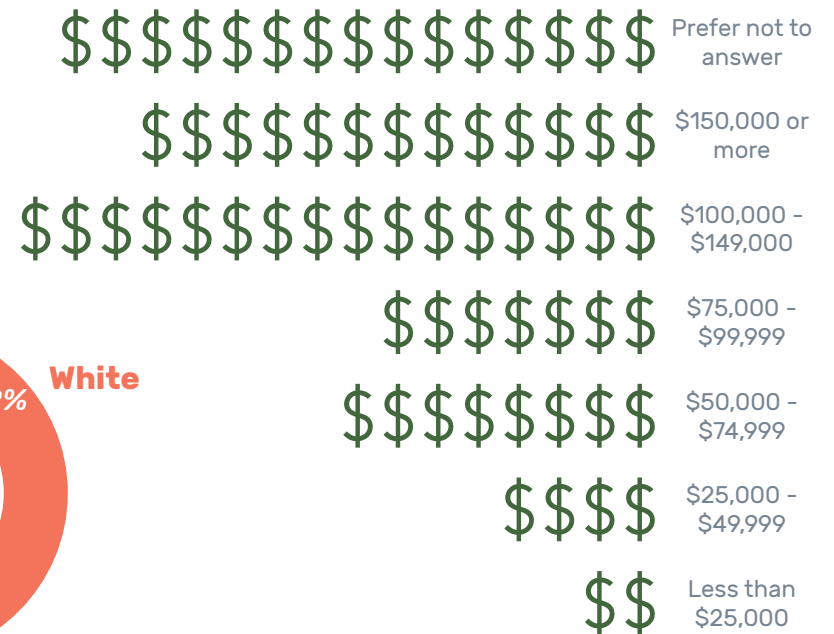 $ $ $ $ $ $ $ $ $ $ $ $ $ $ $ Prefer not to
answer
$ $ $ $ $ $ $ $ $ $ $ $ $ $150,000 or
more
$ $ $ $ $ $ $ $ $ $ $ $ $ $ $ $ $100,000 -
$149,000
$ $ $ $ $ $ $ $75,000 -
$99,999
White
%
$ $ $ $ $ $ $ $ $50,000 -
$74,999
$ $ $ $ $25,000 -
$49,999
$ $ Less than
$25,000